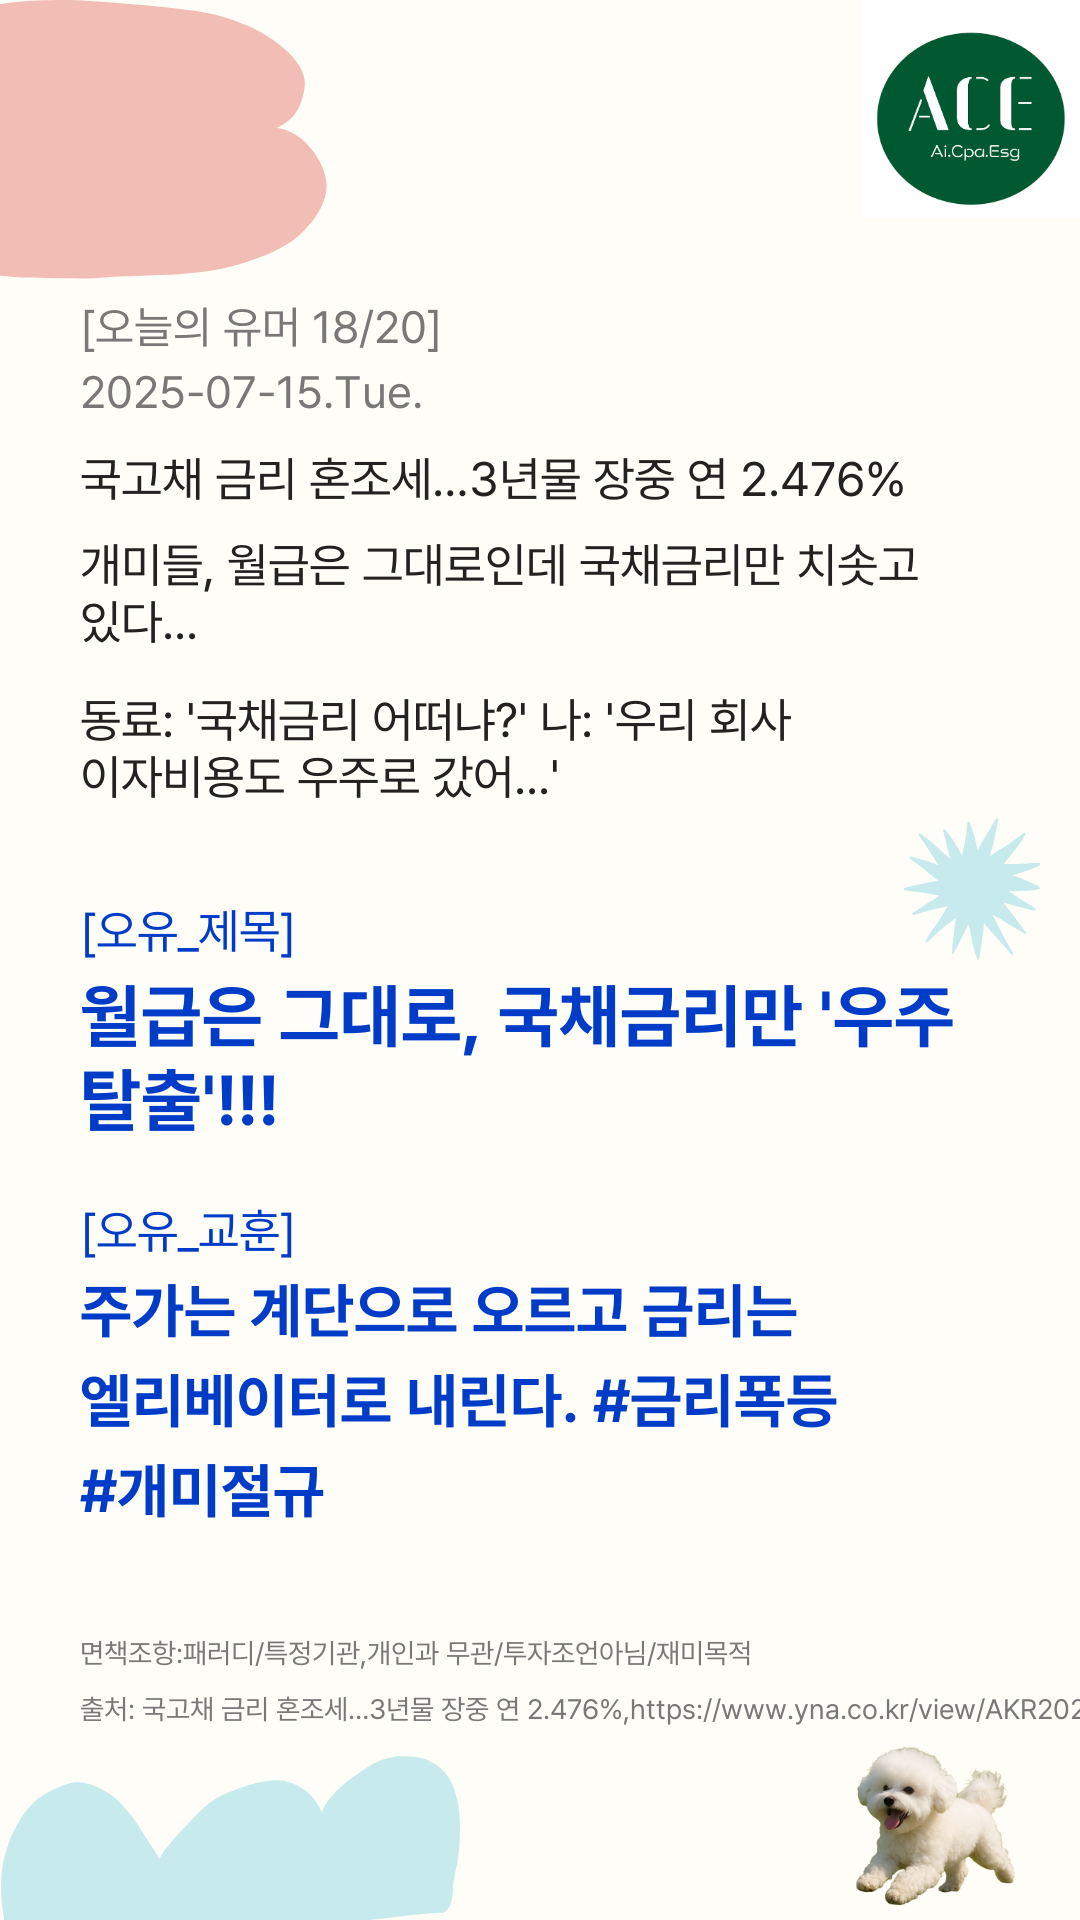 ACE
Ai.Cpa.Esg
[오늘의 유머 18/20]
2025-07-15.Tue.
국고채 금리 혼조세...3년물 장중 연 2.476%
개미들, 월급은 그대로인데 국채금리만 치솟고
있다...
동료: '국채금리 어떠냐?' 나: '우리 회사
이자비용도 우주로 갔어...'
[오유_제목]
월급은 그대로, 국채금리만 '우주
탈출'!!!
[오유_교훈]
주가는 계단으로 오르고 금리는
엘리베이터로 내린다. #금리폭등
#개미절규
면책조항:패러디/특정기관,개인과 무관/투자조언아님/재미목적
출처: 국고채 금리 혼조세...3년물 장중 연 2.476%,https://www.yna.co.kr/view/AKR202